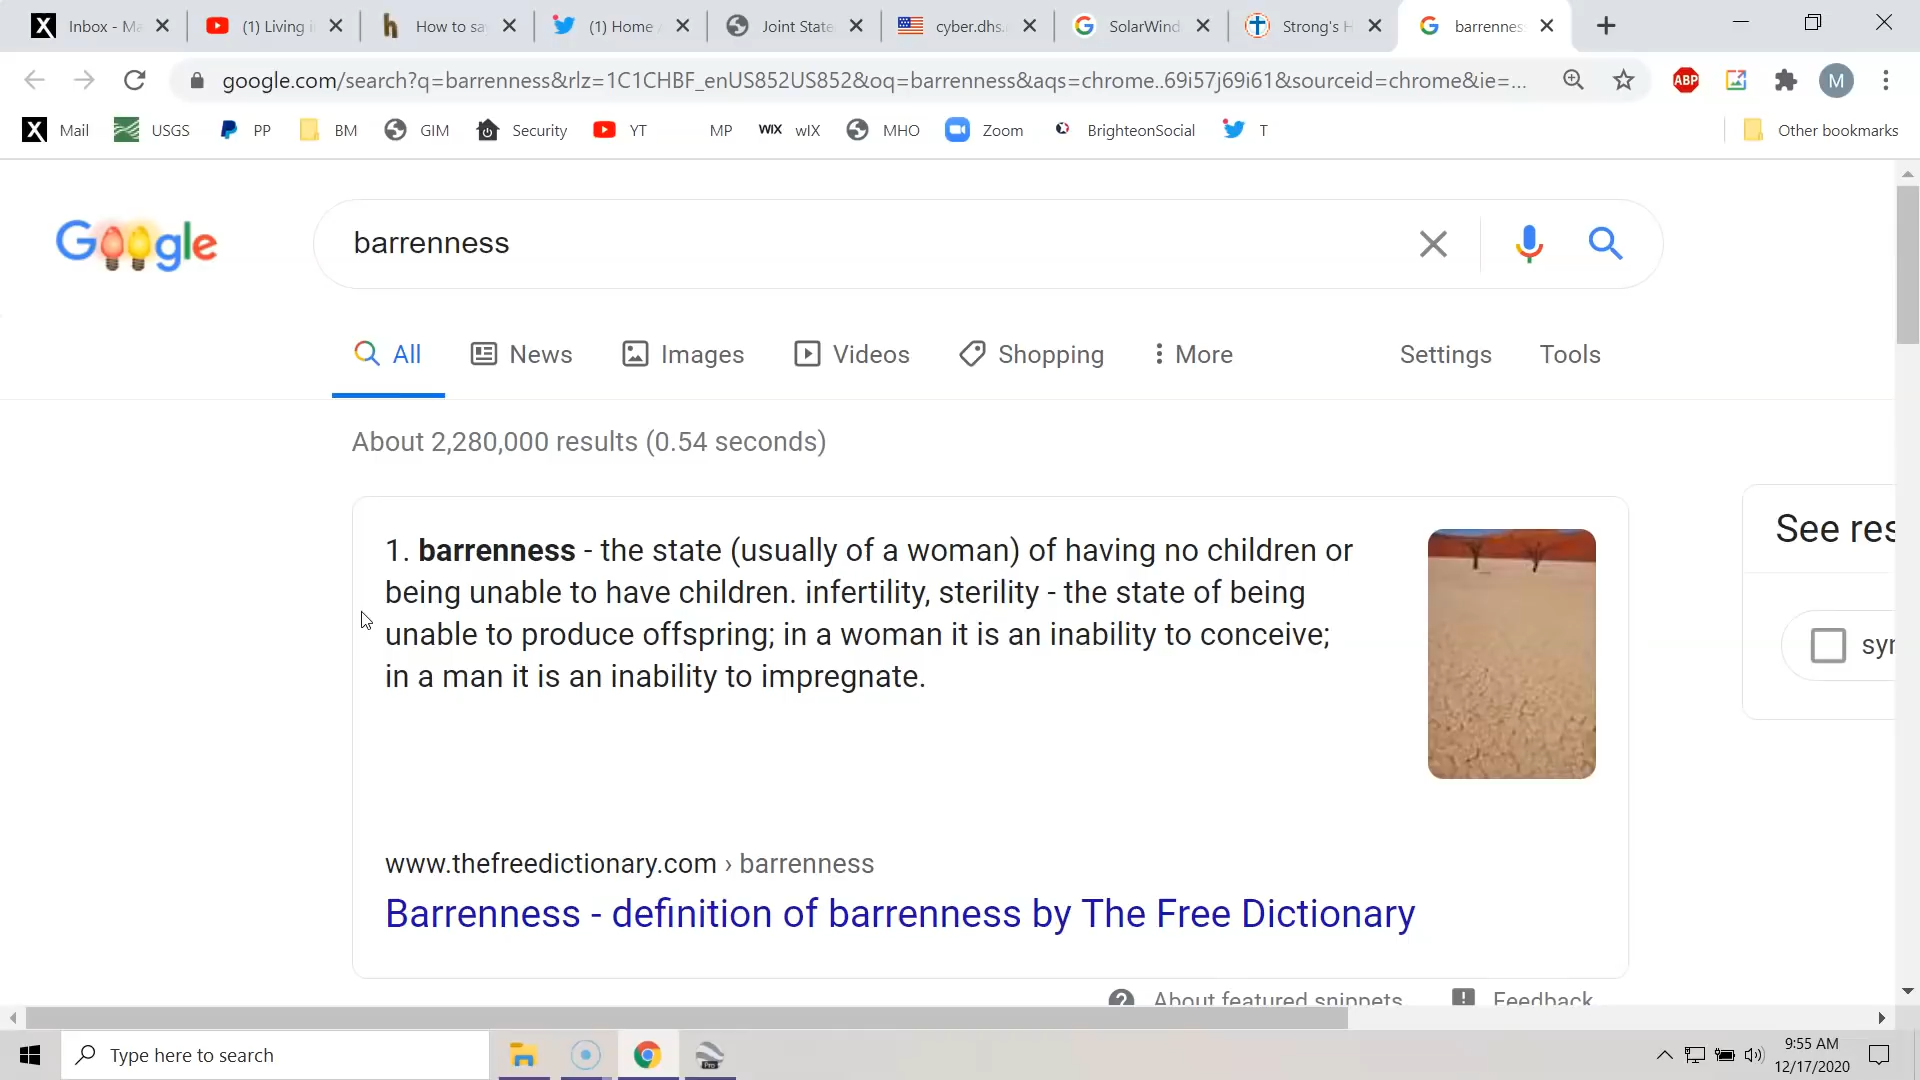 Inbox - Ma
(1) Living i
How to sa
(1) Home
Joint State
cyber.dhs.
SolarWind
Strong's H
barrennes
google.com/search?q=barrenness&rlz=1C1CHBF_enUS852US852&oq=barrenness&aqs=chrome..69i57j69i61&sourceid=chrome&ie=...
ABP
M
X Mail
USGS
PP
BM
GIM
Security
YT
MP
WIX wIX
MHO
Zoom
BrighteonSocial
T
Other bookmarks
Google
barrenness
All
News
Images
Videos
Shopping
More
Settings
Tools
About 2,280,000 results (0.54 seconds)
1. barrenness - the state (usually of a woman) of having no children or
being unable to have children. infertility, sterility - the state of being
unable to produce offspring; in a woman it is an inability to conceive;
in a man it is an inability to impregnate.
www.thefreedictionary.com › barrenness
Barrenness - definition of barrenness by The Free Dictionary
See res
syn
About featured snippets
Feedback
Type here to search
9:55 AM
12/17/2020